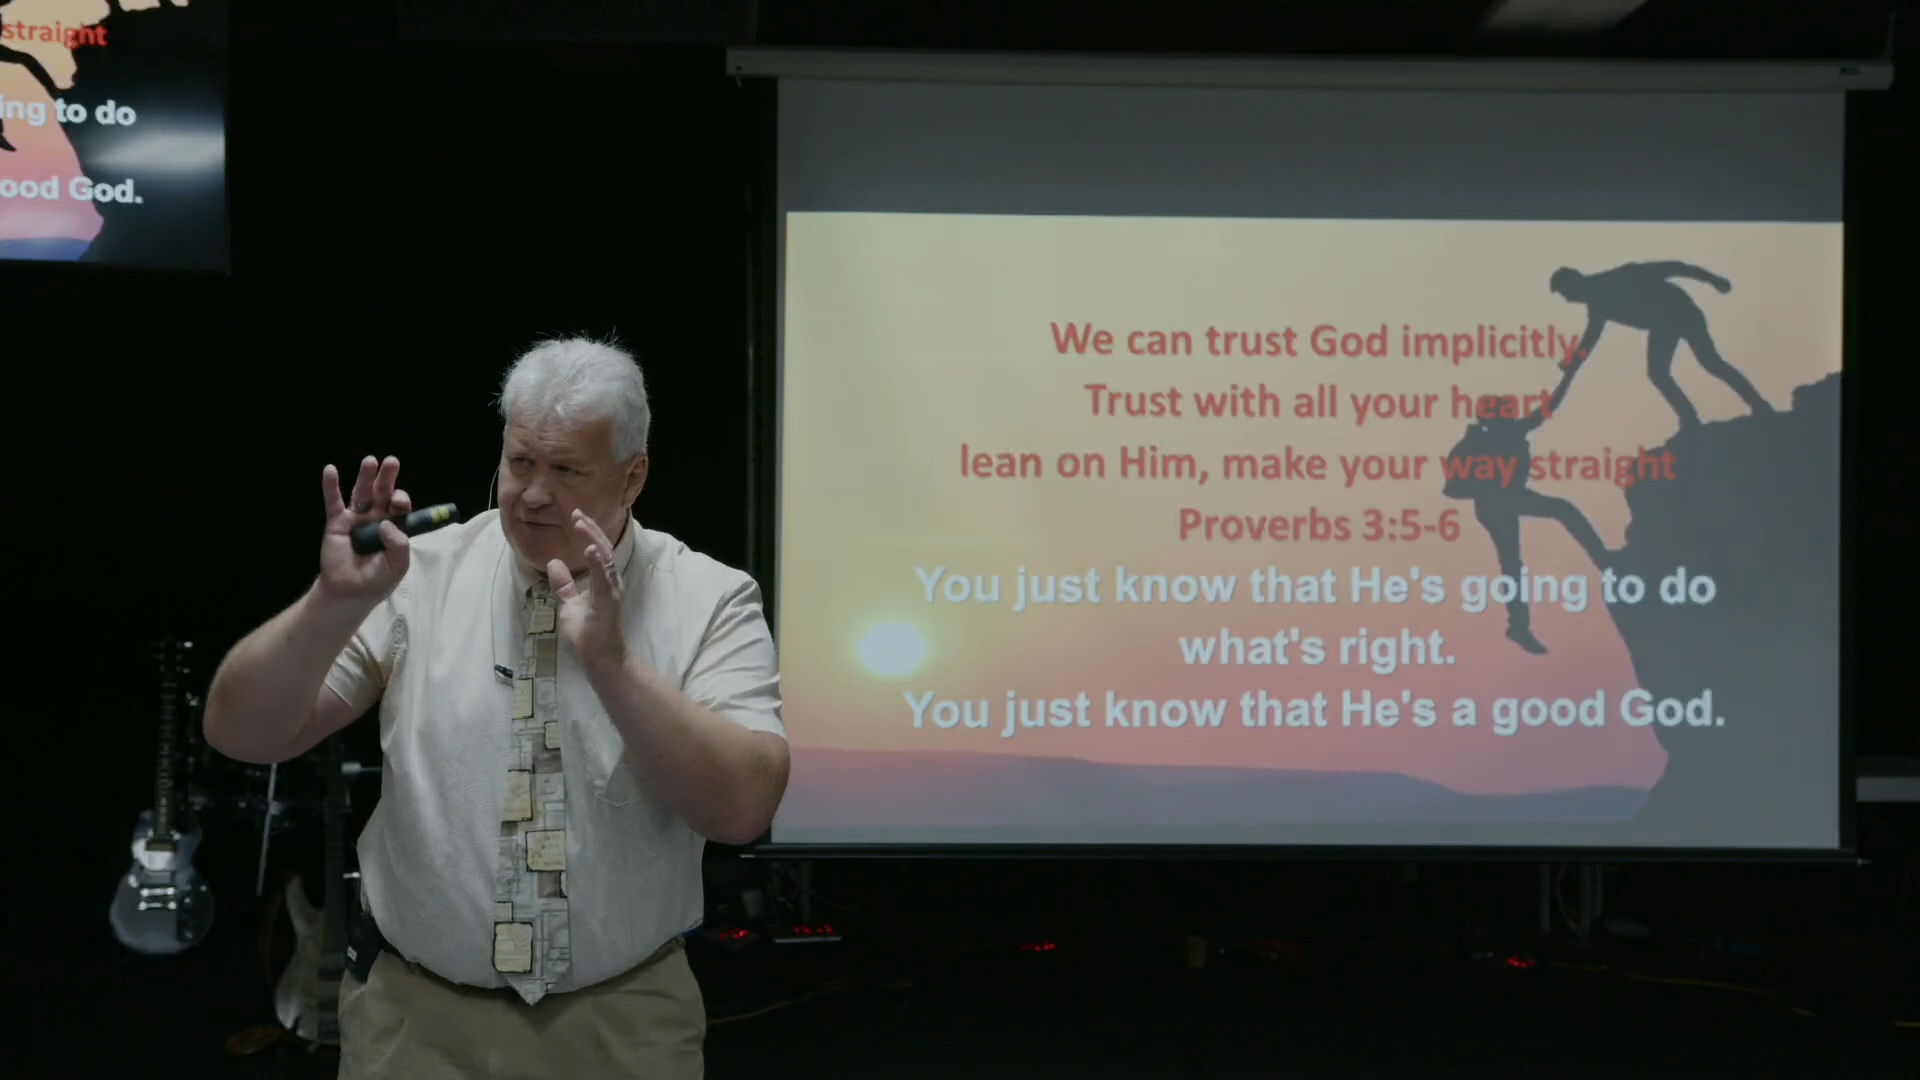 straight
ing to do
ood God.
We can trust God implicitly.
Trust with all your heart
lean on Him, make your way straight
Proverbs 3:5-6
You just know that He's going to do
what's right.
You just know that He's a good God.